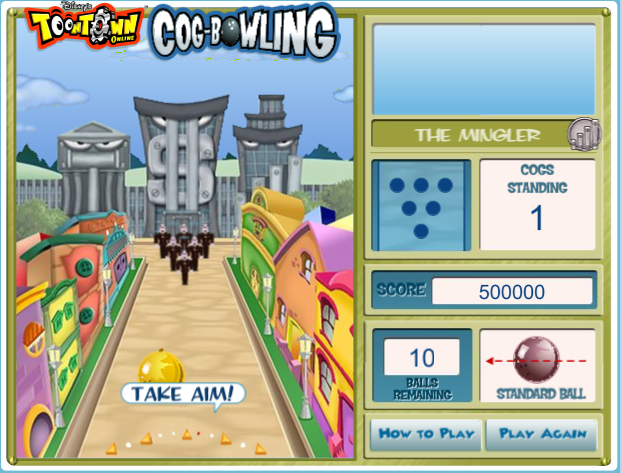 Disney's
TOONTOWN
ONLINE
COG-BOWLING
THE MINGLER
COGS
STANDING
1
SCORE 500000
10
BALLS
REMAINING
STANDARD BALL
TAKE AIM!
HOW TO PLAY
PLAY AGAIN